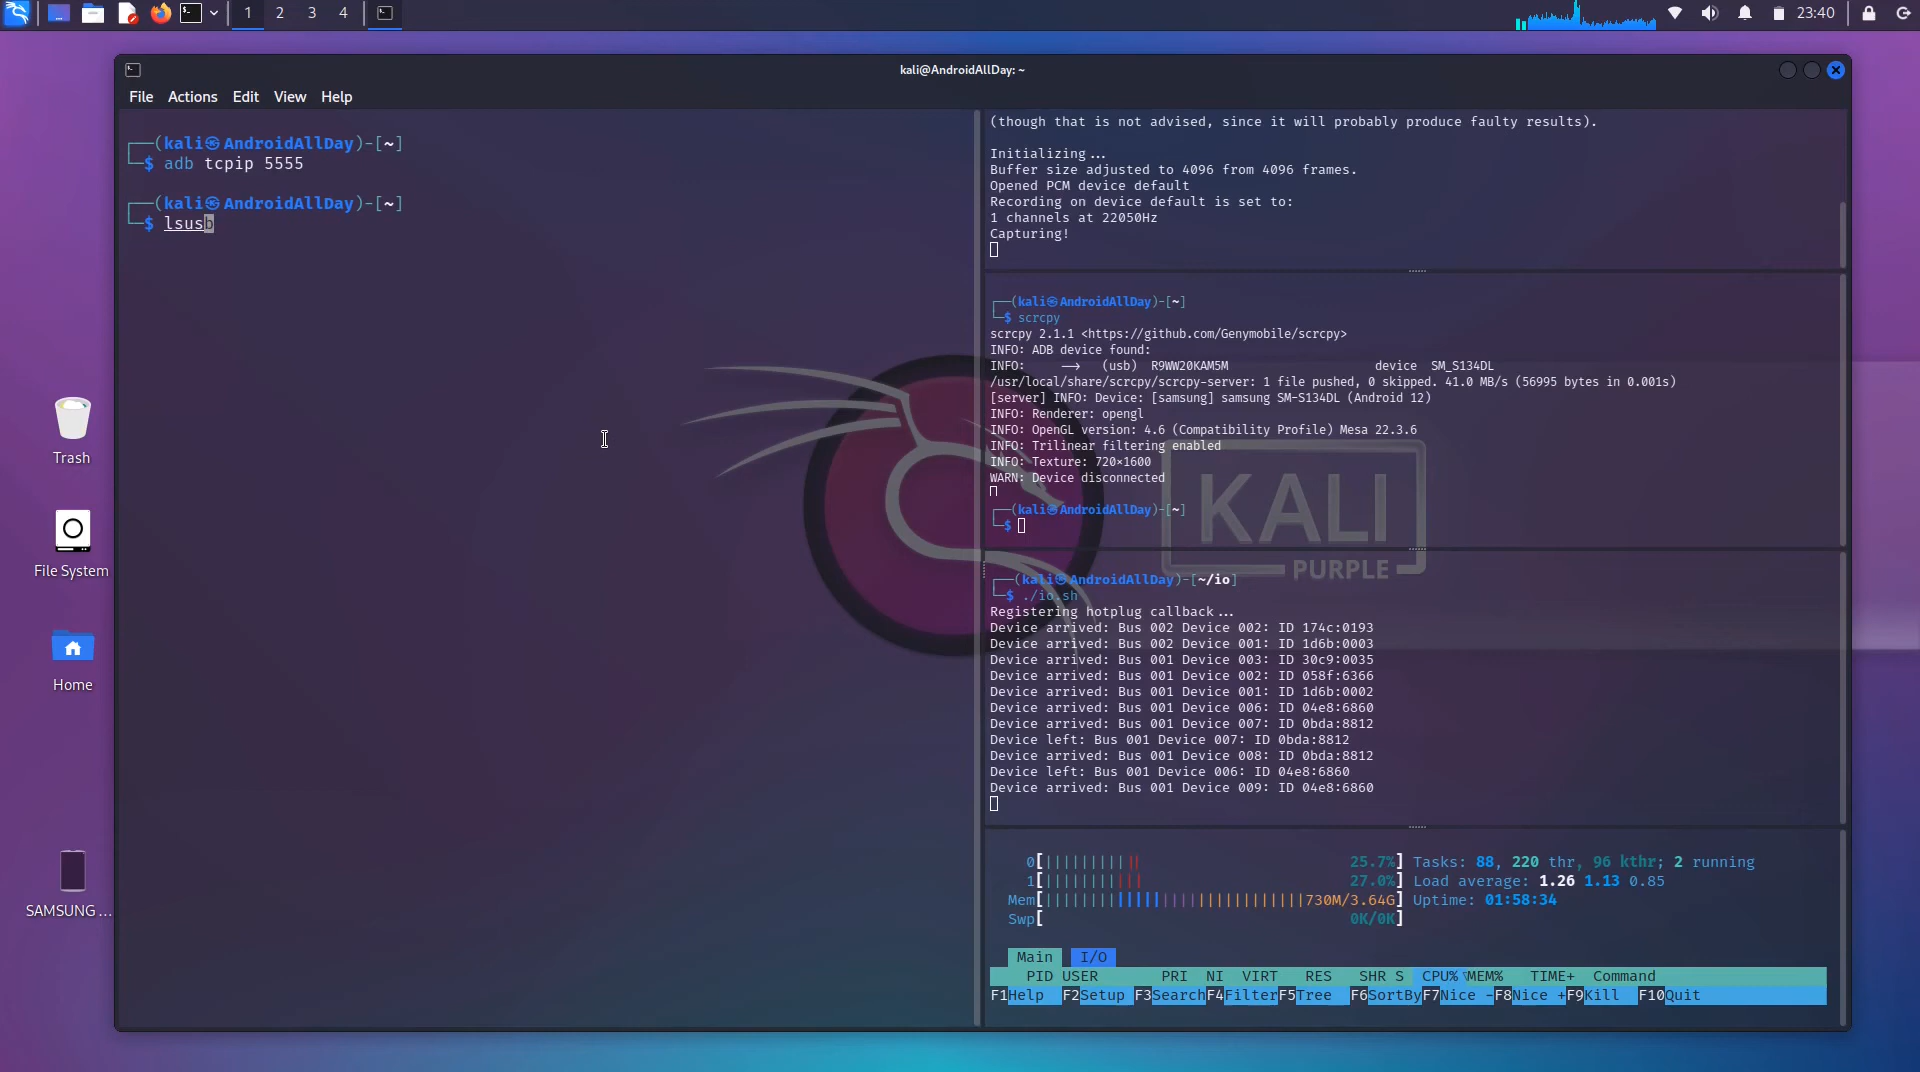 1 2 3 4 23:40
kali@AndroidAllDay: ~
File Actions Edit View Help
┌──(kali㉿AndroidAllDay)-[~]
└─$ adb tcpip 5555
┌──(kali㉿AndroidAllDay)-[~]
└─$ lsusb
(though that is not advised, since it will probably produce faulty results).
Initializing...
Buffer size adjusted to 4096 from 4096 frames.
Opened PCM device default
Recording on device default is set to:
1 channels at 22050Hz
Capturing!
┌──(kali㉿AndroidAllDay)-[~]
└─$ scrcpy
scrcpy 2.1.1 <https://github.com/Genymobile/scrcpy>
INFO: ADB device found:
INFO: --> (usb) R9WW20KAM5M device SM_S134DL
/usr/local/share/scrcpy/scrcpy-server: 1 file pushed, 0 skipped. 41.0 MB/s (56995 bytes in 0.001s)
[server] INFO: Device: [samsung] samsung SM-S134DL (Android 12)
INFO: Renderer: opengl
INFO: OpenGL version: 4.6 (Compatibility Profile) Mesa 22.3.6
INFO: Trilinear filtering enabled
INFO: Texture: 720×1600
WARN: Device disconnected
┌──(kali㉿AndroidAllDay)-[~]
└─$
┌──(kali㉿AndroidAllDay)-[~/io]
└─$ ./io.sh
Registering hotplug callback...
Device arrived: Bus 002 Device 002: ID 174c:0193
Device arrived: Bus 002 Device 001: ID 1d6b:0003
Device arrived: Bus 001 Device 003: ID 30c9:0035
Device arrived: Bus 001 Device 002: ID 058f:6366
Device arrived: Bus 001 Device 001: ID 1d6b:0002
Device arrived: Bus 001 Device 006: ID 04e8:6860
Device arrived: Bus 001 Device 007: ID 0bda:8812
Device left: Bus 001 Device 007: ID 0bda:8812
Device arrived: Bus 001 Device 008: ID 0bda:8812
Device left: Bus 001 Device 006: ID 04e8:6860
Device arrived: Bus 001 Device 009: ID 04e8:6860
0[||||||||||| 25.7%] Tasks: 88, 220 thr, 96 kthr; 2 running
1[||||||||||| 27.0%] Load average: 1.26 1.13 0.85
Mem[|||||||||||||||||||||||||||||730M/3.64G] Uptime: 01:58:34
Swp[ 0K/0K]
Main I/O
PID USER PRI NI VIRT RES SHR S CPU%▽MEM% TIME+ Command
F1Help F2Setup F3SearchF4FilterF5Tree F6SortByF7Nice -F8Nice +F9Kill F10Quit
KALI
PURPLE
Trash
File System
Home
SAMSUNG ...